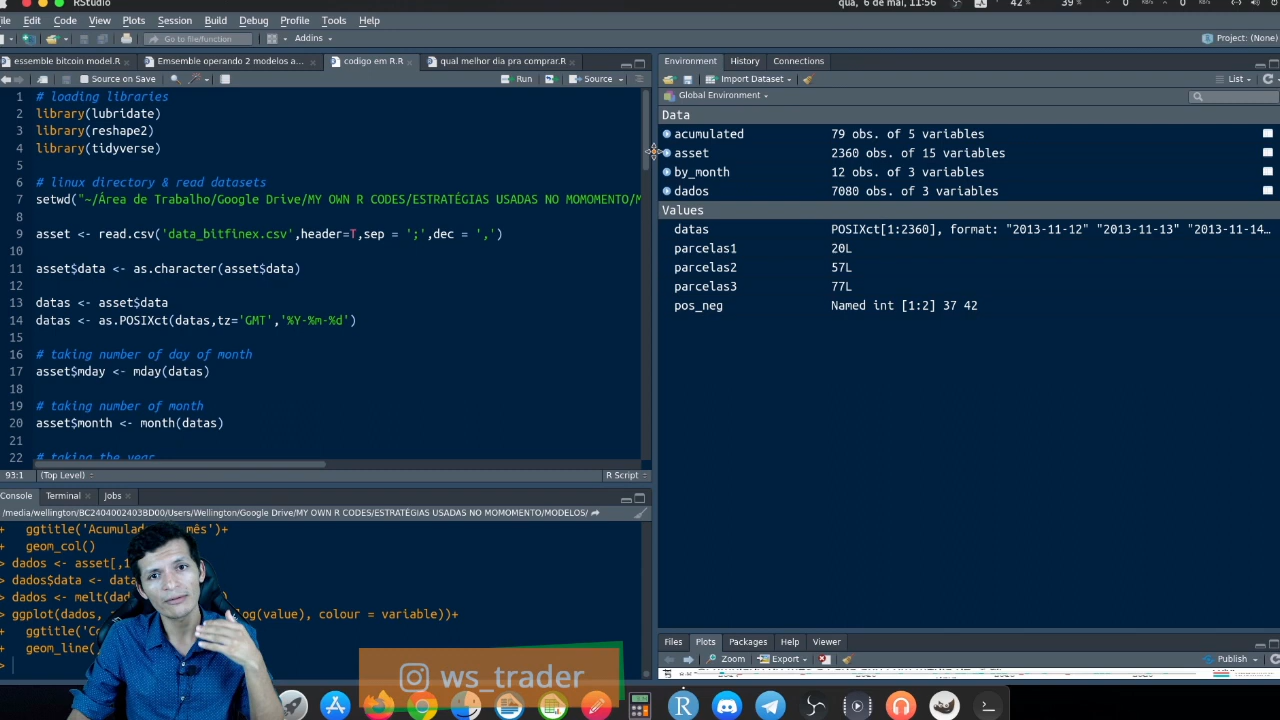 RStudio
qua, 6 de mai, 11:56
42 %
39 %
0
0
Edit Code View Plots Session Build Debug Profile Tools Help
Go to file/function
Addins
Project: (None)
essemble bitcoin model.R
Emsemble operando 2 modelos a...
codigo em R.R
qual melhor dia pra comprar.R
Source on Save
Run
Source
1 # loading libraries
2 library(lubridate)
3 library(reshape2)
4 library(tidyverse)
5
6 # linux directory & read datasets
7 setwd("~/Área de Trabalho/Google Drive/MY OWN R CODES/ESTRATÉGIAS USADAS NO MOMOMENTO/M
8
9 asset <- read.csv('data_bitfinex.csv',header=T,sep = ';',dec = ',')
10
11 asset$data <- as.character(asset$data)
12
13 datas <- asset$data
14 datas <- as.POSIXct(datas,tz='GMT','%Y-%m-%d')
15
16 # taking number of day of month
17 asset$mday <- mday(datas)
18
19 # taking number of month
20 asset$month <- month(datas)
21
22 # taking the year
93:1 (Top Level)
R Script
Console Terminal Jobs
/media/wellington/BC2404002403BD00/Users/Wellington/Google Drive/MY OWN R CODES/ESTRATÉGIAS USADAS NO MOMOMENTO/MODELOS/
+ ggtitle('Acumulad mês')+
+ geom_col()
> dados <- asset[,1
> dados$data <- dat
> dados <- melt(dad
> ggplot(dados, og(value), colour = variable))+
+ ggtitle('Co
+ geom_line(
>
ws_trader
Environment History Connections
Import Dataset
List
Global Environment
Data
acumulated 79 obs. of 5 variables
asset 2360 obs. of 15 variables
by_month 12 obs. of 3 variables
dados 7080 obs. of 3 variables
Values
datas POSIXct[1:2360], format: "2013-11-12" "2013-11-13" "2013-11-14...
parcelas1 20L
parcelas2 57L
parcelas3 77L
pos_neg Named int [1:2] 37 42
Files Plots Packages Help Viewer
Zoom
Export
Publish